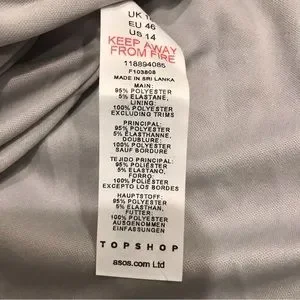 UK
EU 46
US 14
KEEP AWAY
FROM FIRE
118894085
F103808
MADE IN SRI LANKA
MAIN:
95% POLYESTER
5% ELASTANE,
LINING:
100% POLYESTER
EXCLUDING TRIMS
PRINCIPAL:
95% POLYESTER
5% ÉLASTHANNE,
DOUBLURE:
100% POLYESTER
SAUF BORDURE
TEJIDO PRINCIPAL:
95% POLIÉSTER
5% ELASTANO,
FORRO:
100% POLIÉSTER
EXCEPTO LOS BORDES
HAUPTSTOFF:
95% POLYESTER
5% ELASTHAN,
FUTTER:
100% POLYESTER
AUSGENOMMEN
EINFASSUNGEN
TOPSHOP
asos.com Ltd